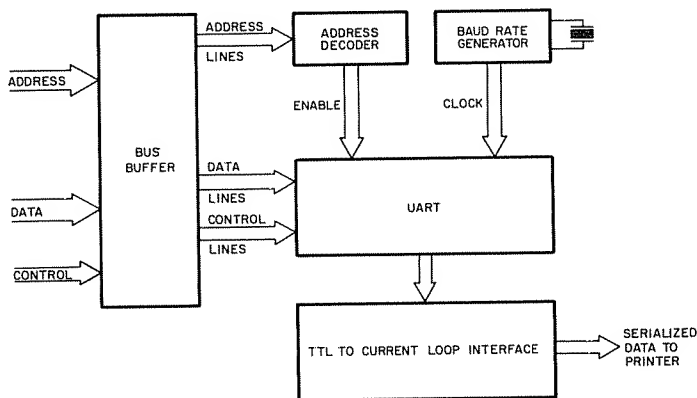 ADDRESS
LINES
ADDRESS
DECODER
BAUD RATE
GENERATOR
ADDRESS
ENABLE
CLOCK
BUS
BUFFER
DATA
LINES
UART
DATA
CONTROL
LINES
CONTROL
TTL TO CURRENT LOOP INTERFACE
SERIALIZED
DATA TO
PRINTER